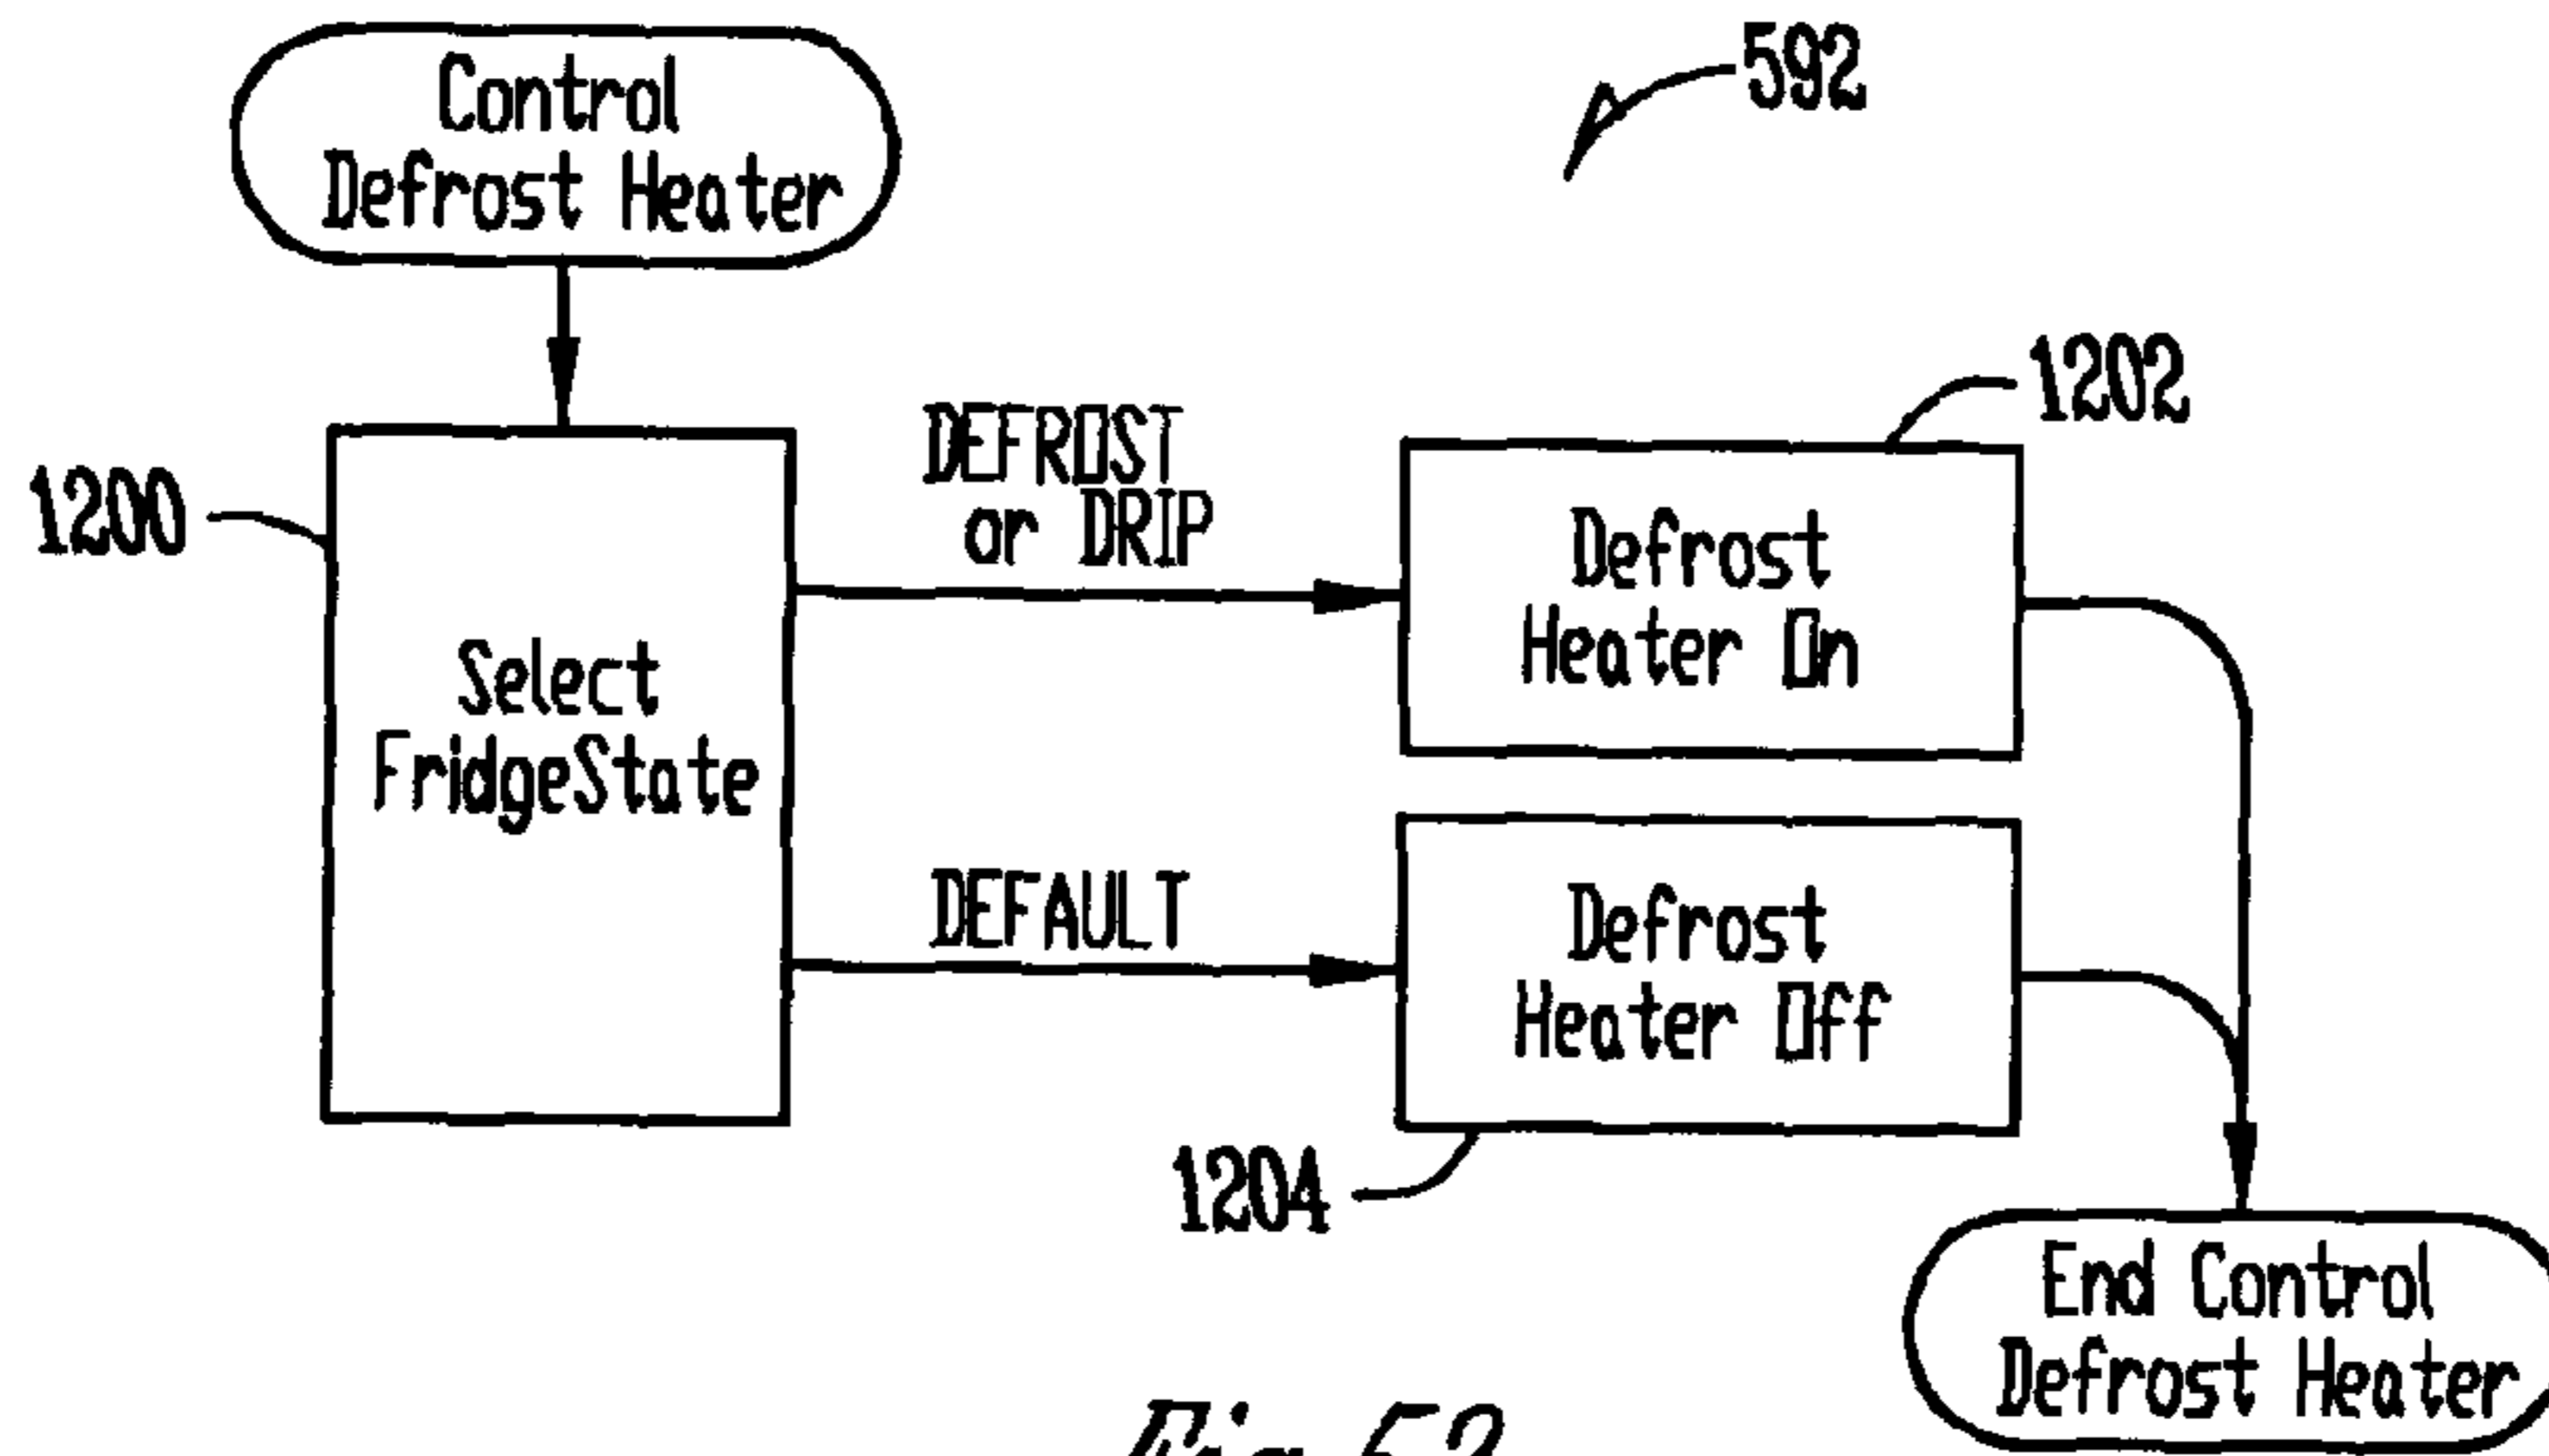 Control
Defrost Heater
592
1200
Select
FridgeState
DEFROST
or DRIP
1202
Defrost
Heater On
DEFAULT
Defrost
Heater Off
1204
End Control
Defrost Heater